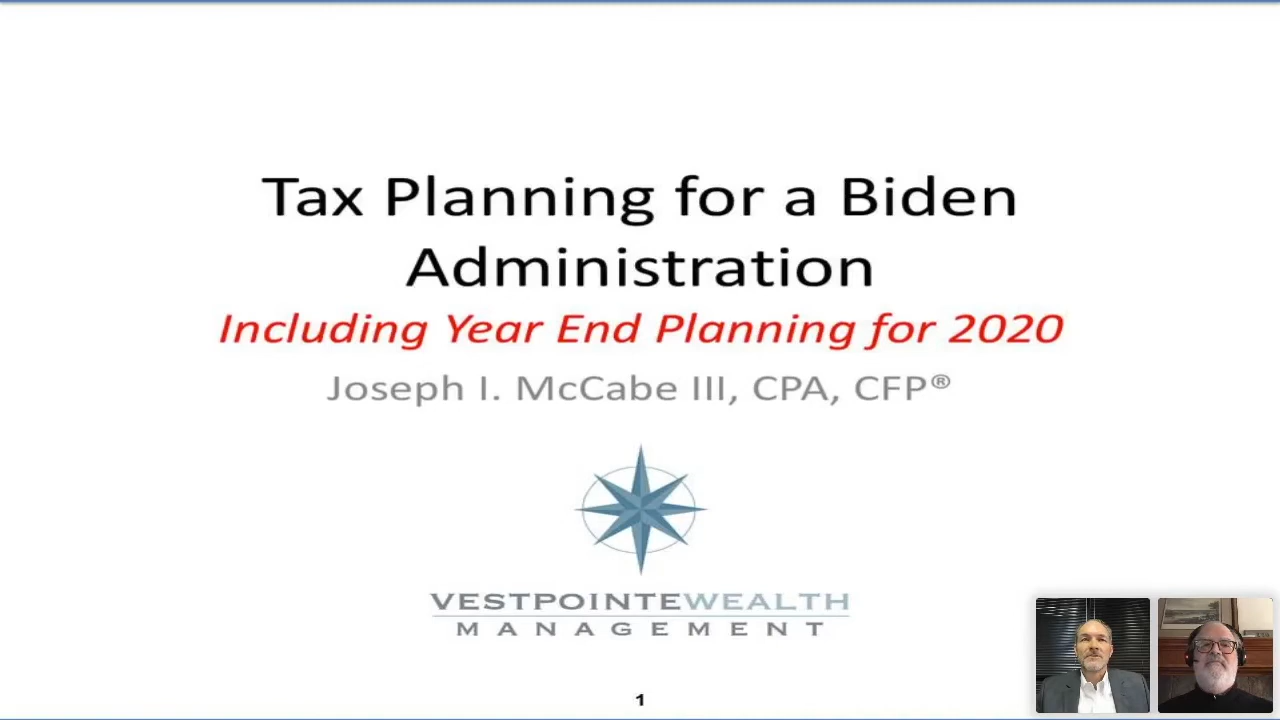 Tax Planning for a Biden
Administration
Including Year End Planning for 2020
Joseph I. McCabe III, CPA, CFP®
VESTPOINTEWEALTH
MANAGEMENT
1